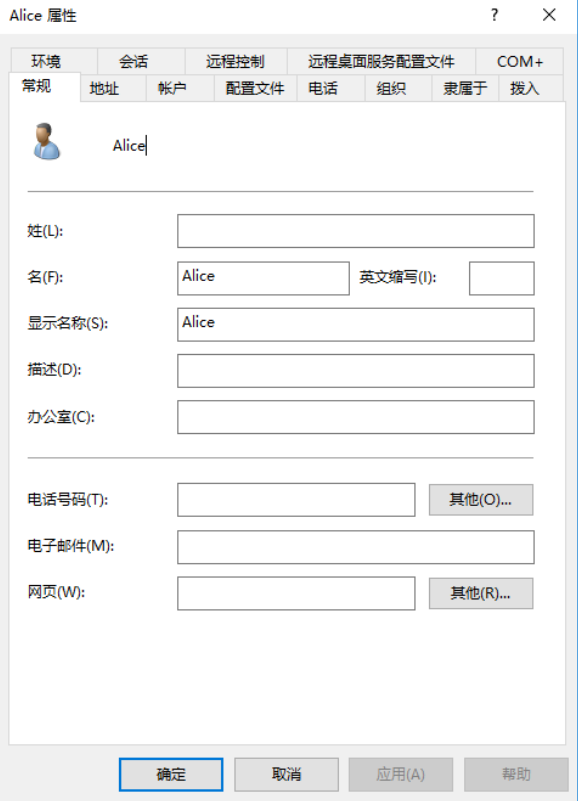 Alice 属性
?
环境 会话 远程控制 远程桌面服务配置文件 COM+
常规 地址 帐户 配置文件 电话 组织 隶属于 拨入
Alice
姓(L):
名(F): Alice 英文缩写(I):
显示名称(S): Alice
描述(D):
办公室(C):
电话号码(T): 其他(O)...
电子邮件(M):
网页(W): 其他(R)...
确定 取消 应用(A) 帮助